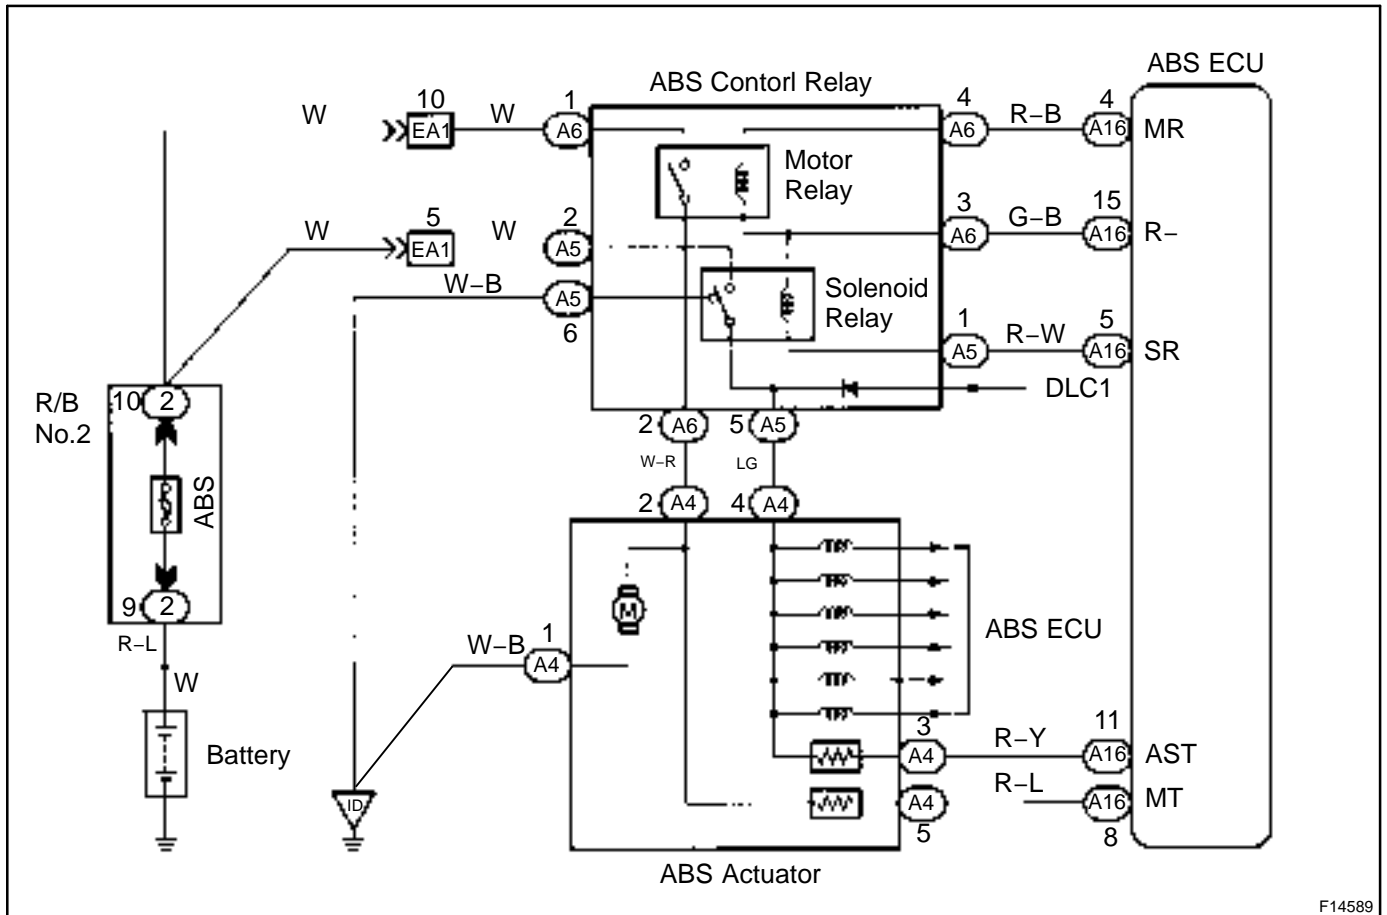 ABS ECU
ABS Contorl Relay
W
10
EA1
W
1
A6
4
A6
R–B
4
A16
MR
Motor
Relay
W
5
EA1
W
2
A5
3
A6
G–B
15
A16
R-
W–B
A5
6
Solenoid
Relay
1
A5
R–W
5
A16
SR
DLC1
R/B
No.2
10
2
ABS
9
2
R–L
W
Battery
ID
2
A6
5
A5
W–R
LG
2
A4
4
A4
M
W–B
1
A4
ABS ECU
3
A4
R–Y
11
A16
AST
A4
5
R–L
A16
8
MT
ABS Actuator
F14589